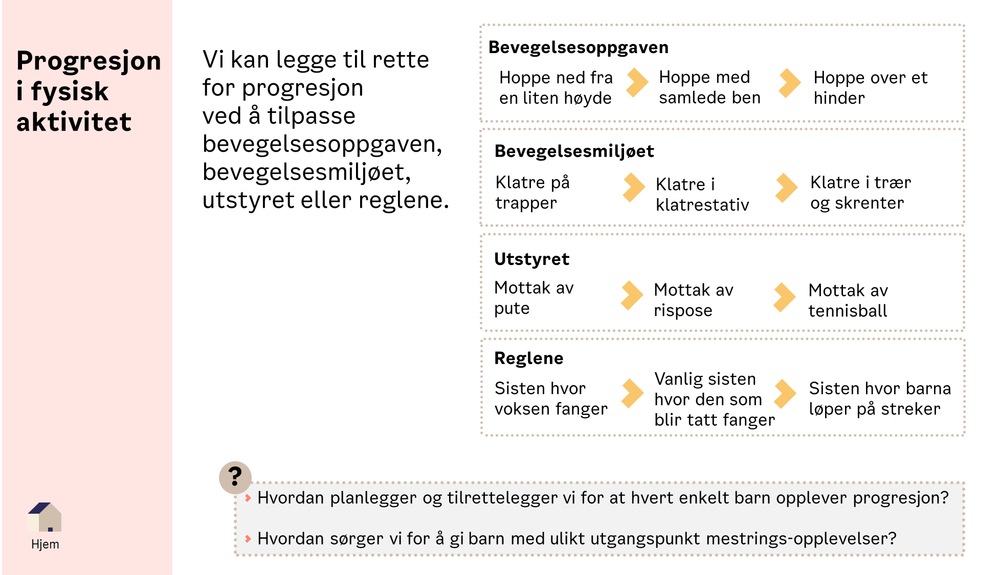 Progresjon
i fysisk
aktivitet
Vi kan legge til rette
for progresjon
ved å tilpasse
bevegelsesoppgaven,
bevegelsesmiljøet,
utstyret eller reglene.
Bevegelsesoppgaven
Hoppe ned fra
en liten høyde
Hoppe med
samlede ben
Hoppe over et
hinder
Bevegelsesmiljøet
Klatre på
trapper
Klatre i
klatrestativ
Klatre i trær
og skrenter
Utstyret
Mottak av
pute
Mottak av
rispose
Mottak av
tennisball
Reglene
Sisten hvor
voksen fanger
Vanlig sisten
hvor den som
blir tatt fanger
Sisten hvor barna
løper på streker
?
Hvordan planlegger og tilrettelegger vi for at hvert enkelt barn opplever progresjon?
Hvordan sørger vi for å gi barn med ulikt utgangspunkt mestrings-opplevelser?
Hjem